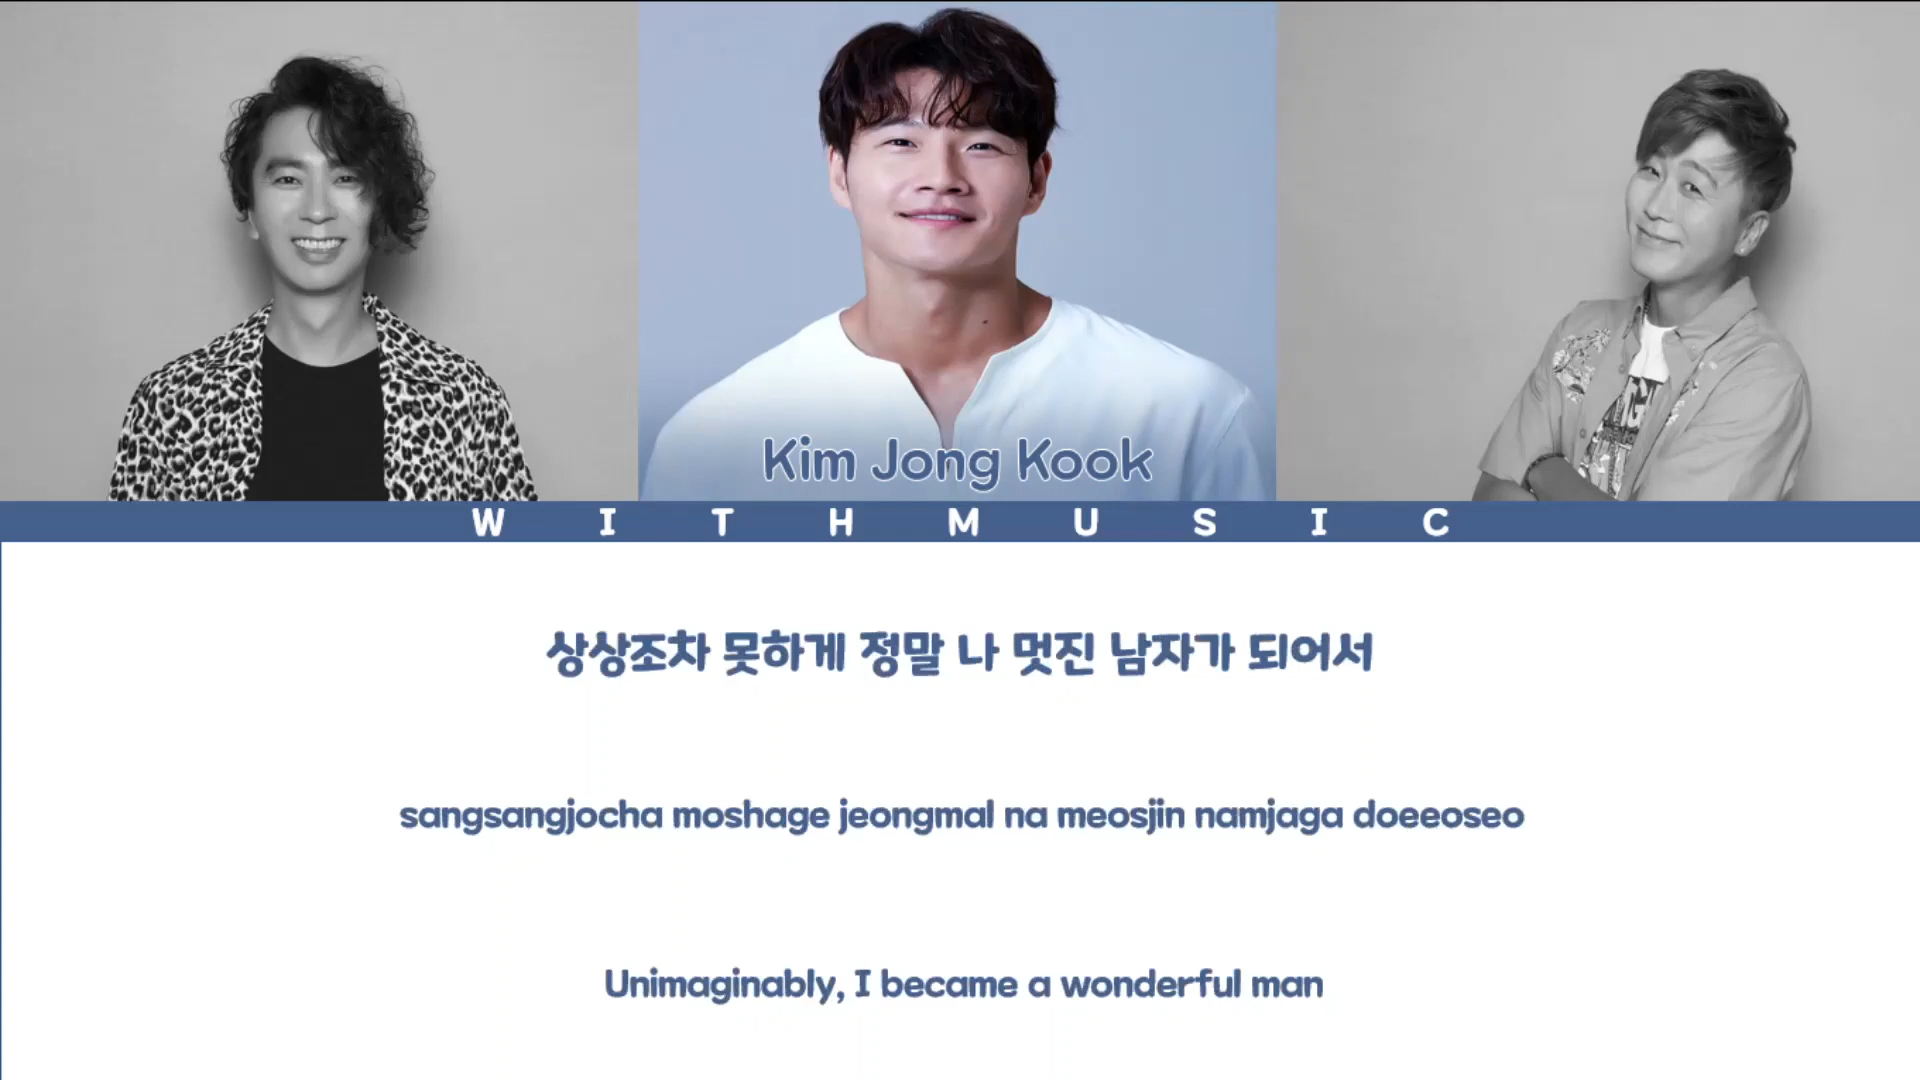 Kim Jong Kook
W I T H M U S I C
상상조차 못하게 정말 나 멋진 남자가 되어서
sangsangjocha moshage jeongmal na meosjin namjaga doeeoseo
Unimaginably, I became a wonderful man